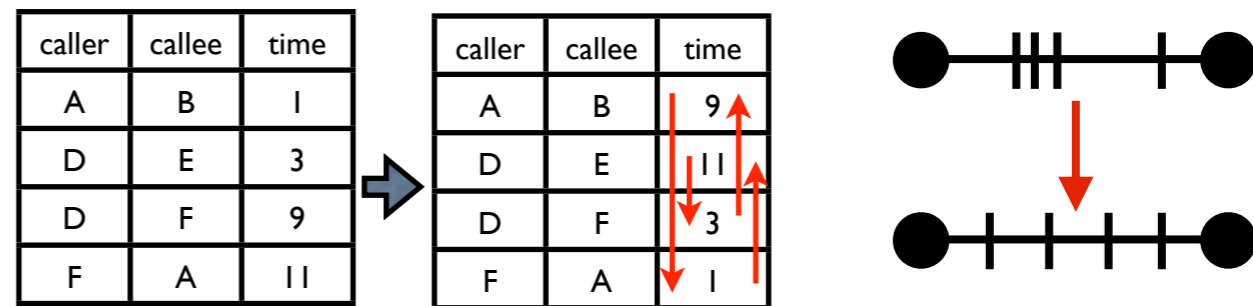 caller callee time
A B 1
D E 3
D F 9
F A 11
caller callee time
A B 9
D E 11
D F 3
F A 1